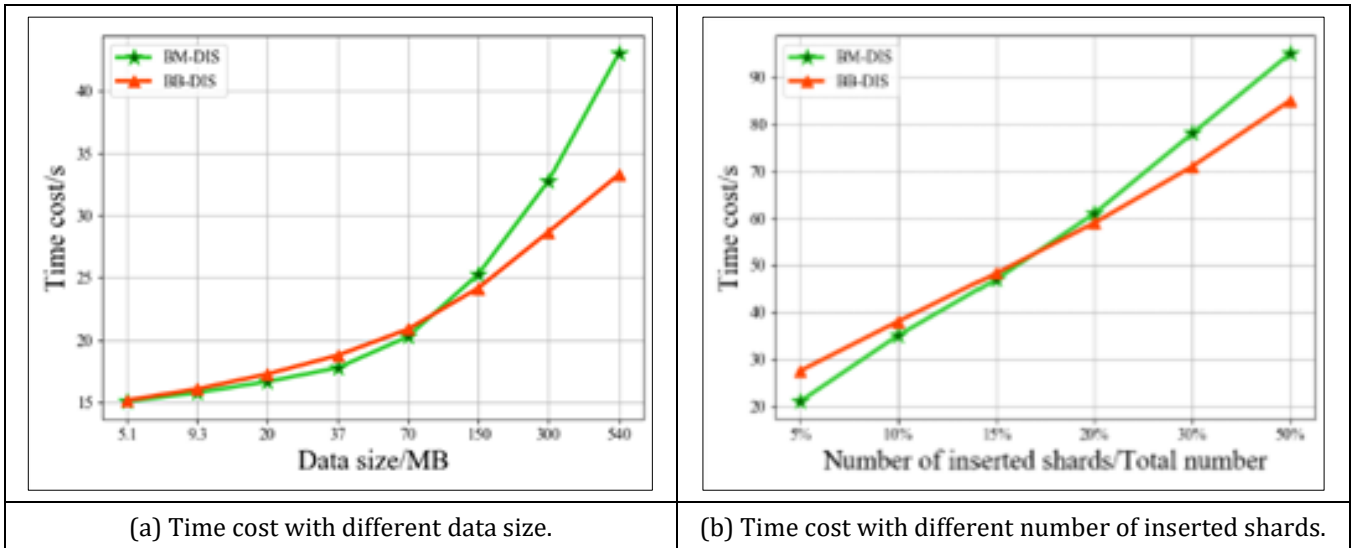 BM-DIS
BB-DIS
40
35
30
25
20
15
Time cost/s
5.1 9.3 20 37 70 150 300 540
Data size/MB
(a) Time cost with different data size.
BM-DIS
BB-DIS
90
80
70
60
50
40
30
20
Time cost/s
5% 10% 15% 20% 30% 50%
Number of inserted shards/Total number
(b) Time cost with different number of inserted shards.